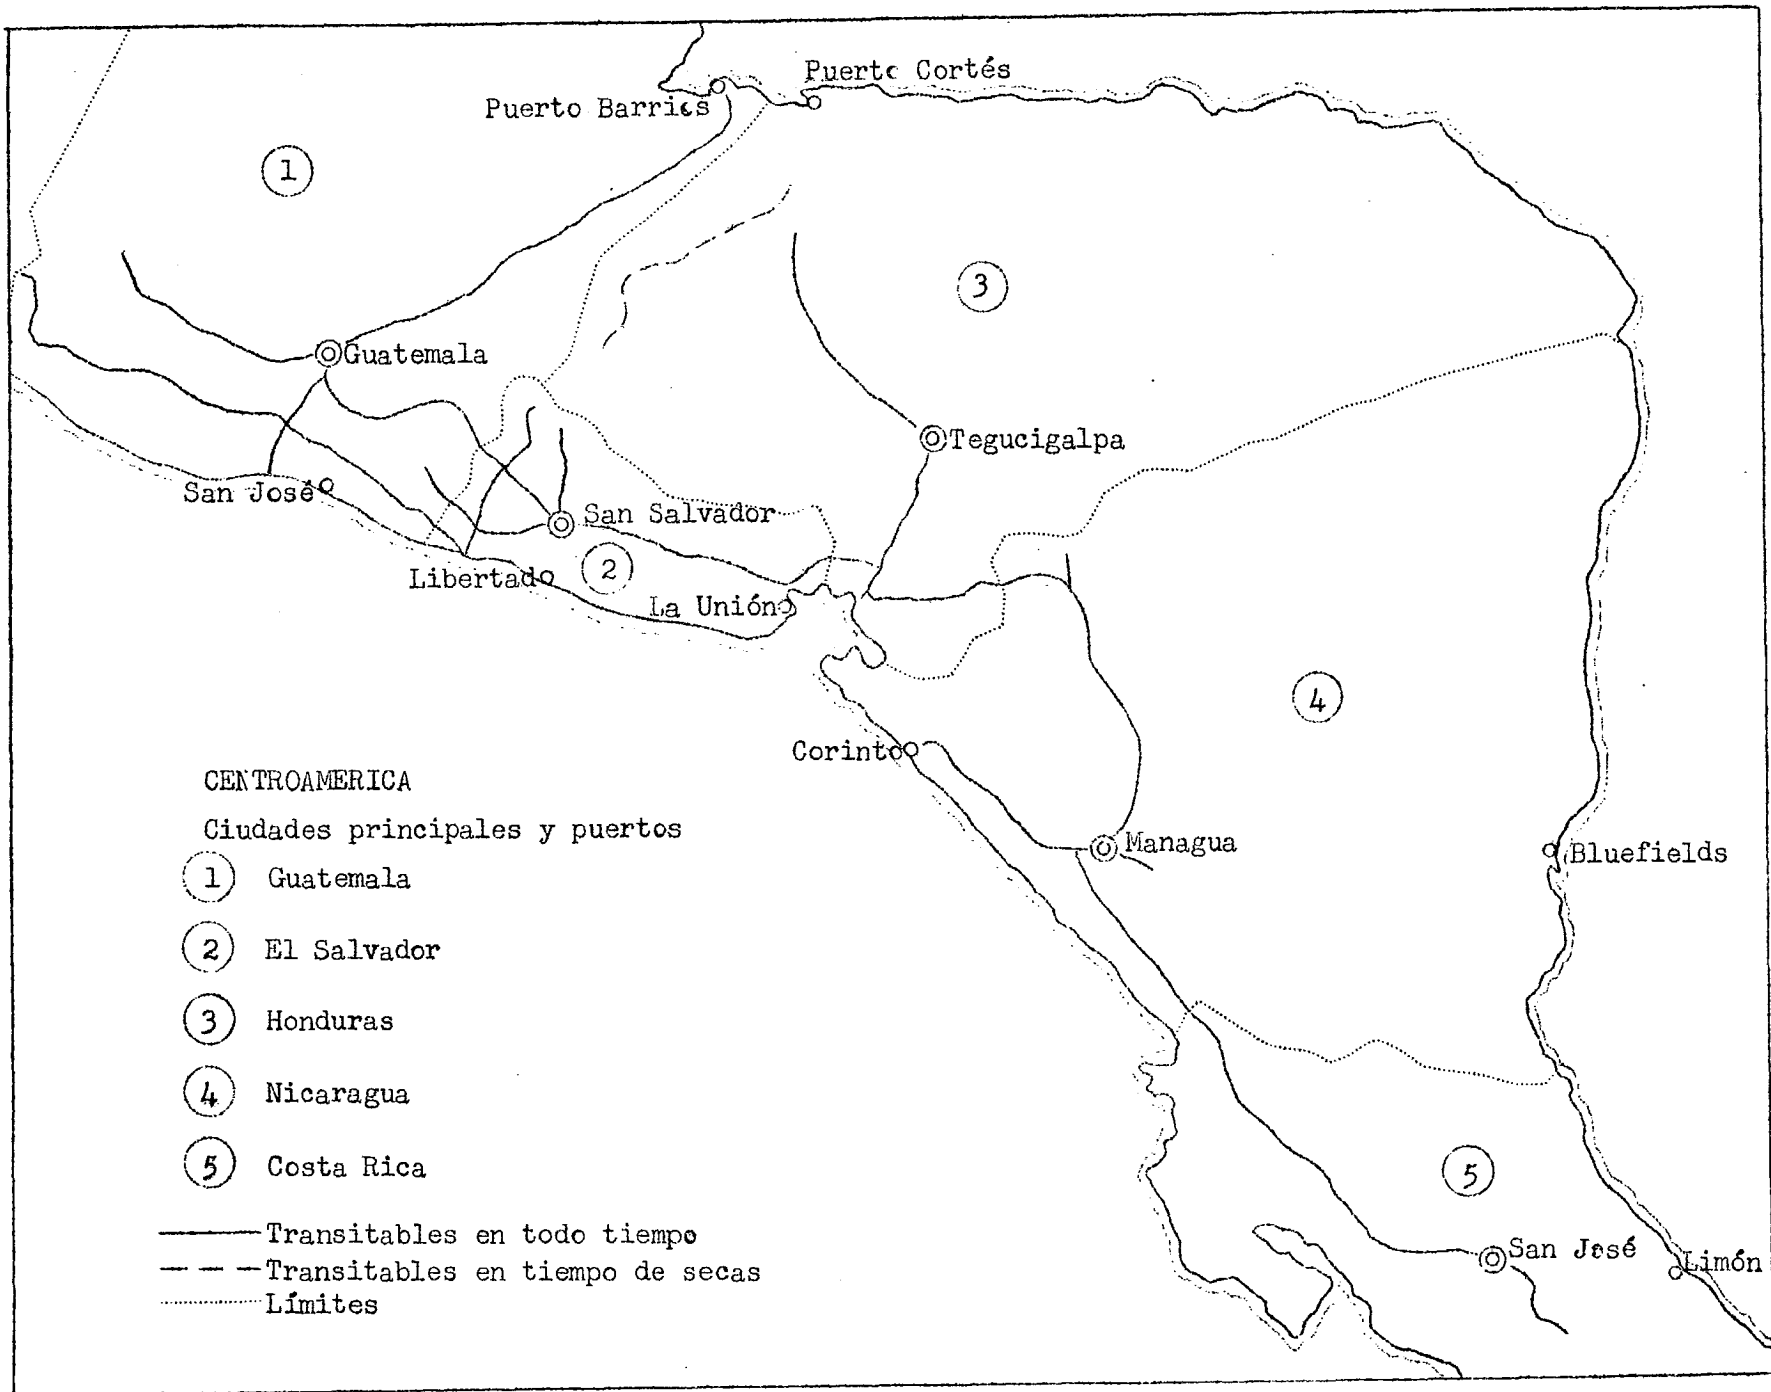 Puerto Cortés
Puerto Barrios
1
3
Guatemala
Tegucigalpa
San José
San Salvador
Libertad
2
La Unión
4
Corinto
Managua
Bluefields
CENTROAMERICA
Ciudades principales y puertos
1 Guatemala
2 El Salvador
3 Honduras
4 Nicaragua
5 Costa Rica
5
San José
Limón
Transitables en todo tiempo
Transitables en tiempo de secas
Límites